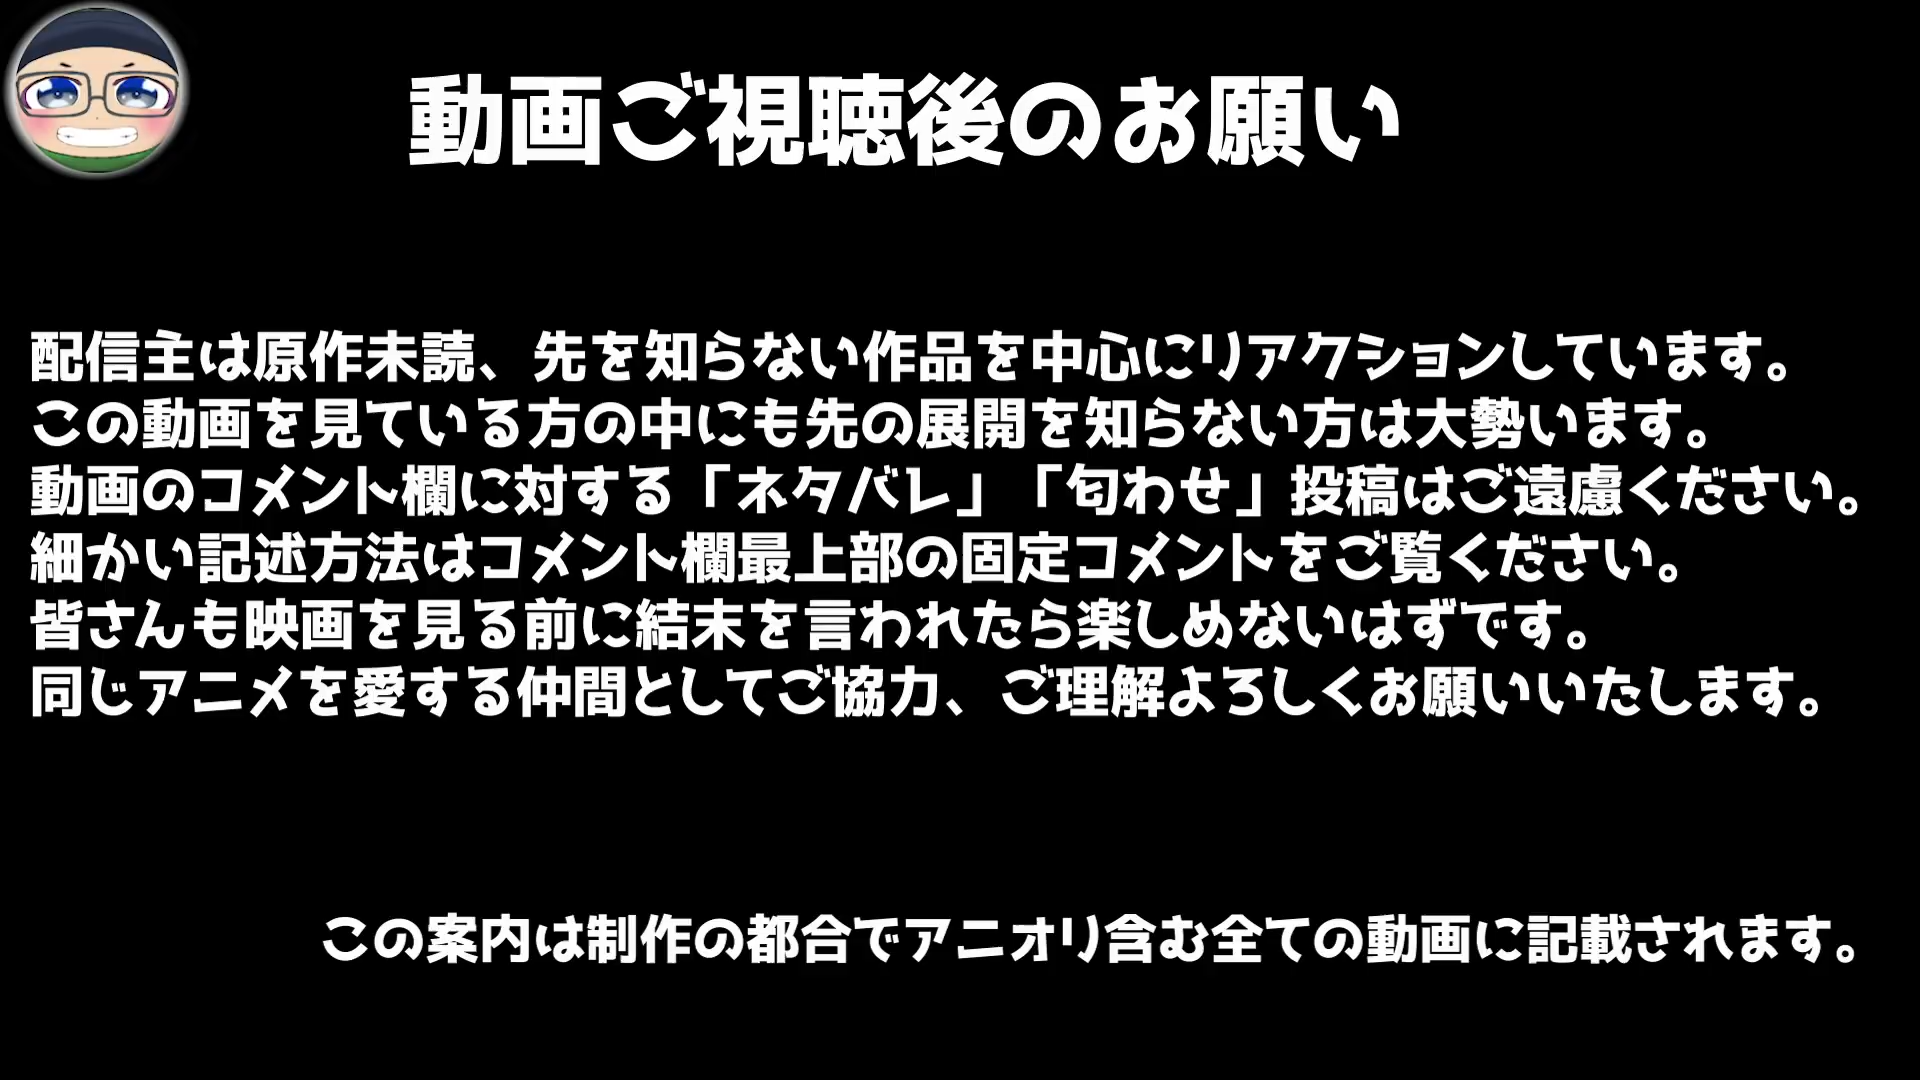 動画ご視聴後のお願い
配信主は原作未読、先を知らない作品を中心にリアクションしています。
この動画を見ている方の中にも先の展開を知らない方は大勢います。
動画のコメント欄に対する「ネタバレ」「匂わせ」投稿はご遠慮ください。
細かい記述方法はコメント欄最上部の固定コメントをご覧ください。
皆さんも映画を見る前に結末を言われたら楽しめないはずです。
同じアニメを愛する仲間としてご協力、ご理解よろしくお願いいたします。
この案内は制作の都合でアニオリ含む全ての動画に記載されます。